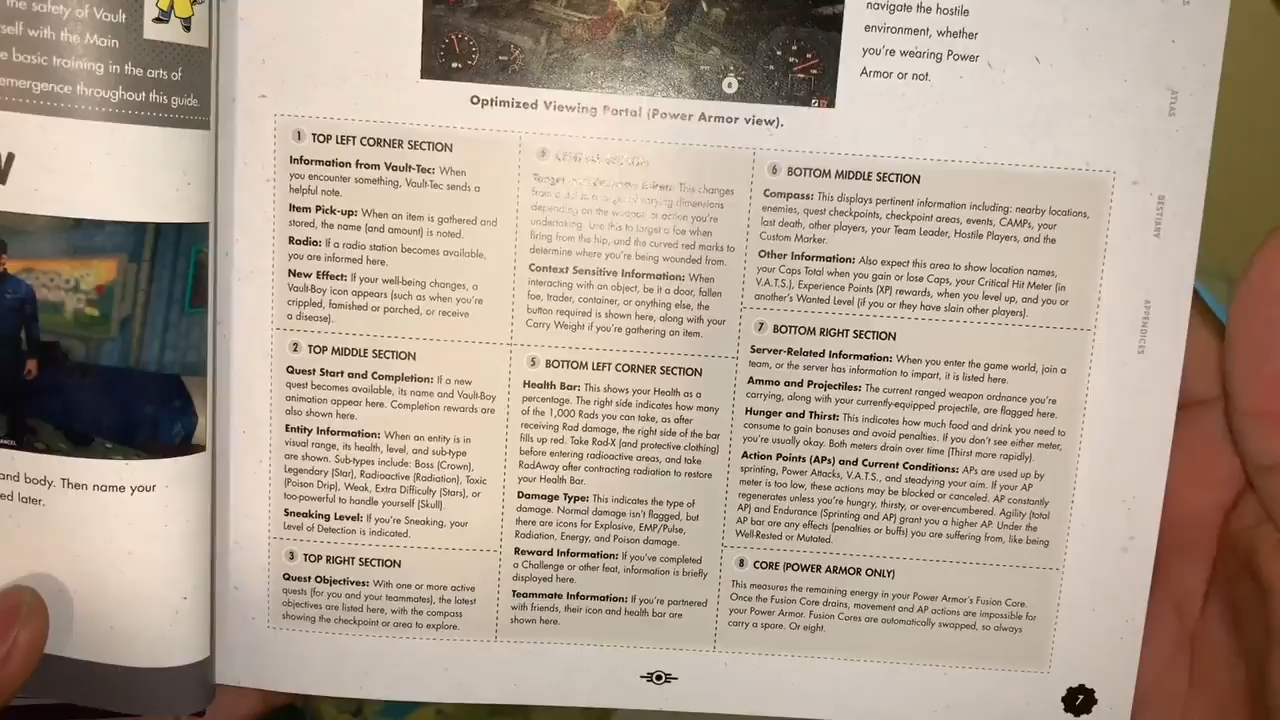 the safety of Vault
self with the Main
e basic training in the arts of
emergence throughout this guide.
W
ANCEL
and body. Then name your
ed later.
navigate the hostile
environment, whether
you're wearing Power
Armor or not.
8
Optimized Viewing Portal (Power Armor view).
1 TOP LEFT CORNER SECTION
Information from Vault-Tec: When
you encounter something, Vault-Tec sends a
helpful note.
Item Pick-up: When an item is gathered and
stored, the name (and amount) is noted.
Radio: If a radio station becomes available,
you are informed here.
New Effect: If your well-being changes, a
Vault-Boy icon appears (such as when you're
crippled, famished or parched, or receive
a disease).
2 TOP MIDDLE SECTION
Quest Start and Completion: If a new
quest becomes available, its name and Vault-Boy
animation appear here. Completion rewards are
also shown here.
Entity Information: When an entity is in
visual range, its health, level, and sub-type
are shown. Sub-types include: Boss (Crown),
Legendary (Star), Radioactive (Radiation), Toxic
(Poison Drip), Weak, Extra Difficulty (Stars), or
too-powerful to handle yourself (Skull).
Sneaking Level: If you're Sneaking, your
Level of Detection is indicated.
3 TOP RIGHT SECTION
Quest Objectives: With one or more active
quests (for you and your teammates), the latest
objectives are listed here, with the compass
showing the checkpoint or area to explore.
This changes
from a of varying dimensions
depending on the weapon or action you're
undertaking. Use this to target a foe when
firing from the hip, and the curved red marks to
determine where you're being wounded from.
Context Sensitive Information: When
interacting with an object, be it a door, fallen
foe, trader, container, or anything else, the
button required is shown here, along with your
Carry Weight if you're gathering an item.
5 BOTTOM LEFT CORNER SECTION
Health Bar: This shows your Health as a
percentage. The right side indicates how many
of the 1,000 Rads you can take, as after
receiving Rad damage, the right side of the bar
fills up red. Take Rad-X (and protective clothing)
before entering radioactive areas, and take
RadAway after contracting radiation to restore
your Health Bar.
Damage Type: This indicates the type of
damage. Normal damage isn't flagged, but
there are icons for Explosive, EMP/Pulse,
Radiation, Energy, and Poison damage.
Reward Information: If you've completed
a Challenge or other feat, information is briefly
displayed here.
Teammate Information: If you're partnered
with friends, their icon and health bar are
shown here.
6 BOTTOM MIDDLE SECTION
Compass: This displays pertinent information including: nearby locations,
enemies, quest checkpoints, checkpoint areas, events, CAMPs, your
last death, other players, your Team Leader, Hostile Players, and the
Custom Marker.
Other Information: Also expect this area to show location names,
your Caps Total when you gain or lose Caps, your Critical Hit Meter (in
V.A.T.S.), Experience Points (XP) rewards, when you level up, and you or
another's Wanted Level (if you or they have slain other players).
7 BOTTOM RIGHT SECTION
Server-Related Information: When you enter the game world, join a
team, or the server has information to impart, it is listed here.
Ammo and Projectiles: The current ranged weapon ordnance you're
carrying, along with your currently-equipped projectile, are flagged here.
Hunger and Thirst: This indicates how much food and drink you need to
consume to gain bonuses and avoid penalties. If you don't see either meter,
you're usually okay. Both meters drain over time (Thirst more rapidly).
Action Points (APs) and Current Conditions: APs are used up by
sprinting, Power Attacks, V.A.T.S., and steadying your aim. If your AP
meter is too low, these actions may be blocked or canceled. AP constantly
regenerates unless you're hungry, thirsty, or over-encumbered. Agility (total
AP) and Endurance (Sprinting and AP) grant you a higher AP. Under the
AP bar are any effects (penalties or buffs) you are suffering from, like being
Well-Rested or Mutated.
8 CORE (POWER ARMOR ONLY)
This measures the remaining energy in your Power Armor's Fusion Core.
Once the Fusion Core drains, movement and AP actions are impossible for
your Power Armor. Fusion Cores are automatically swapped, so always
carry a spare. Or eight.
ATLAS
BESTIARY
APPENDICES
7